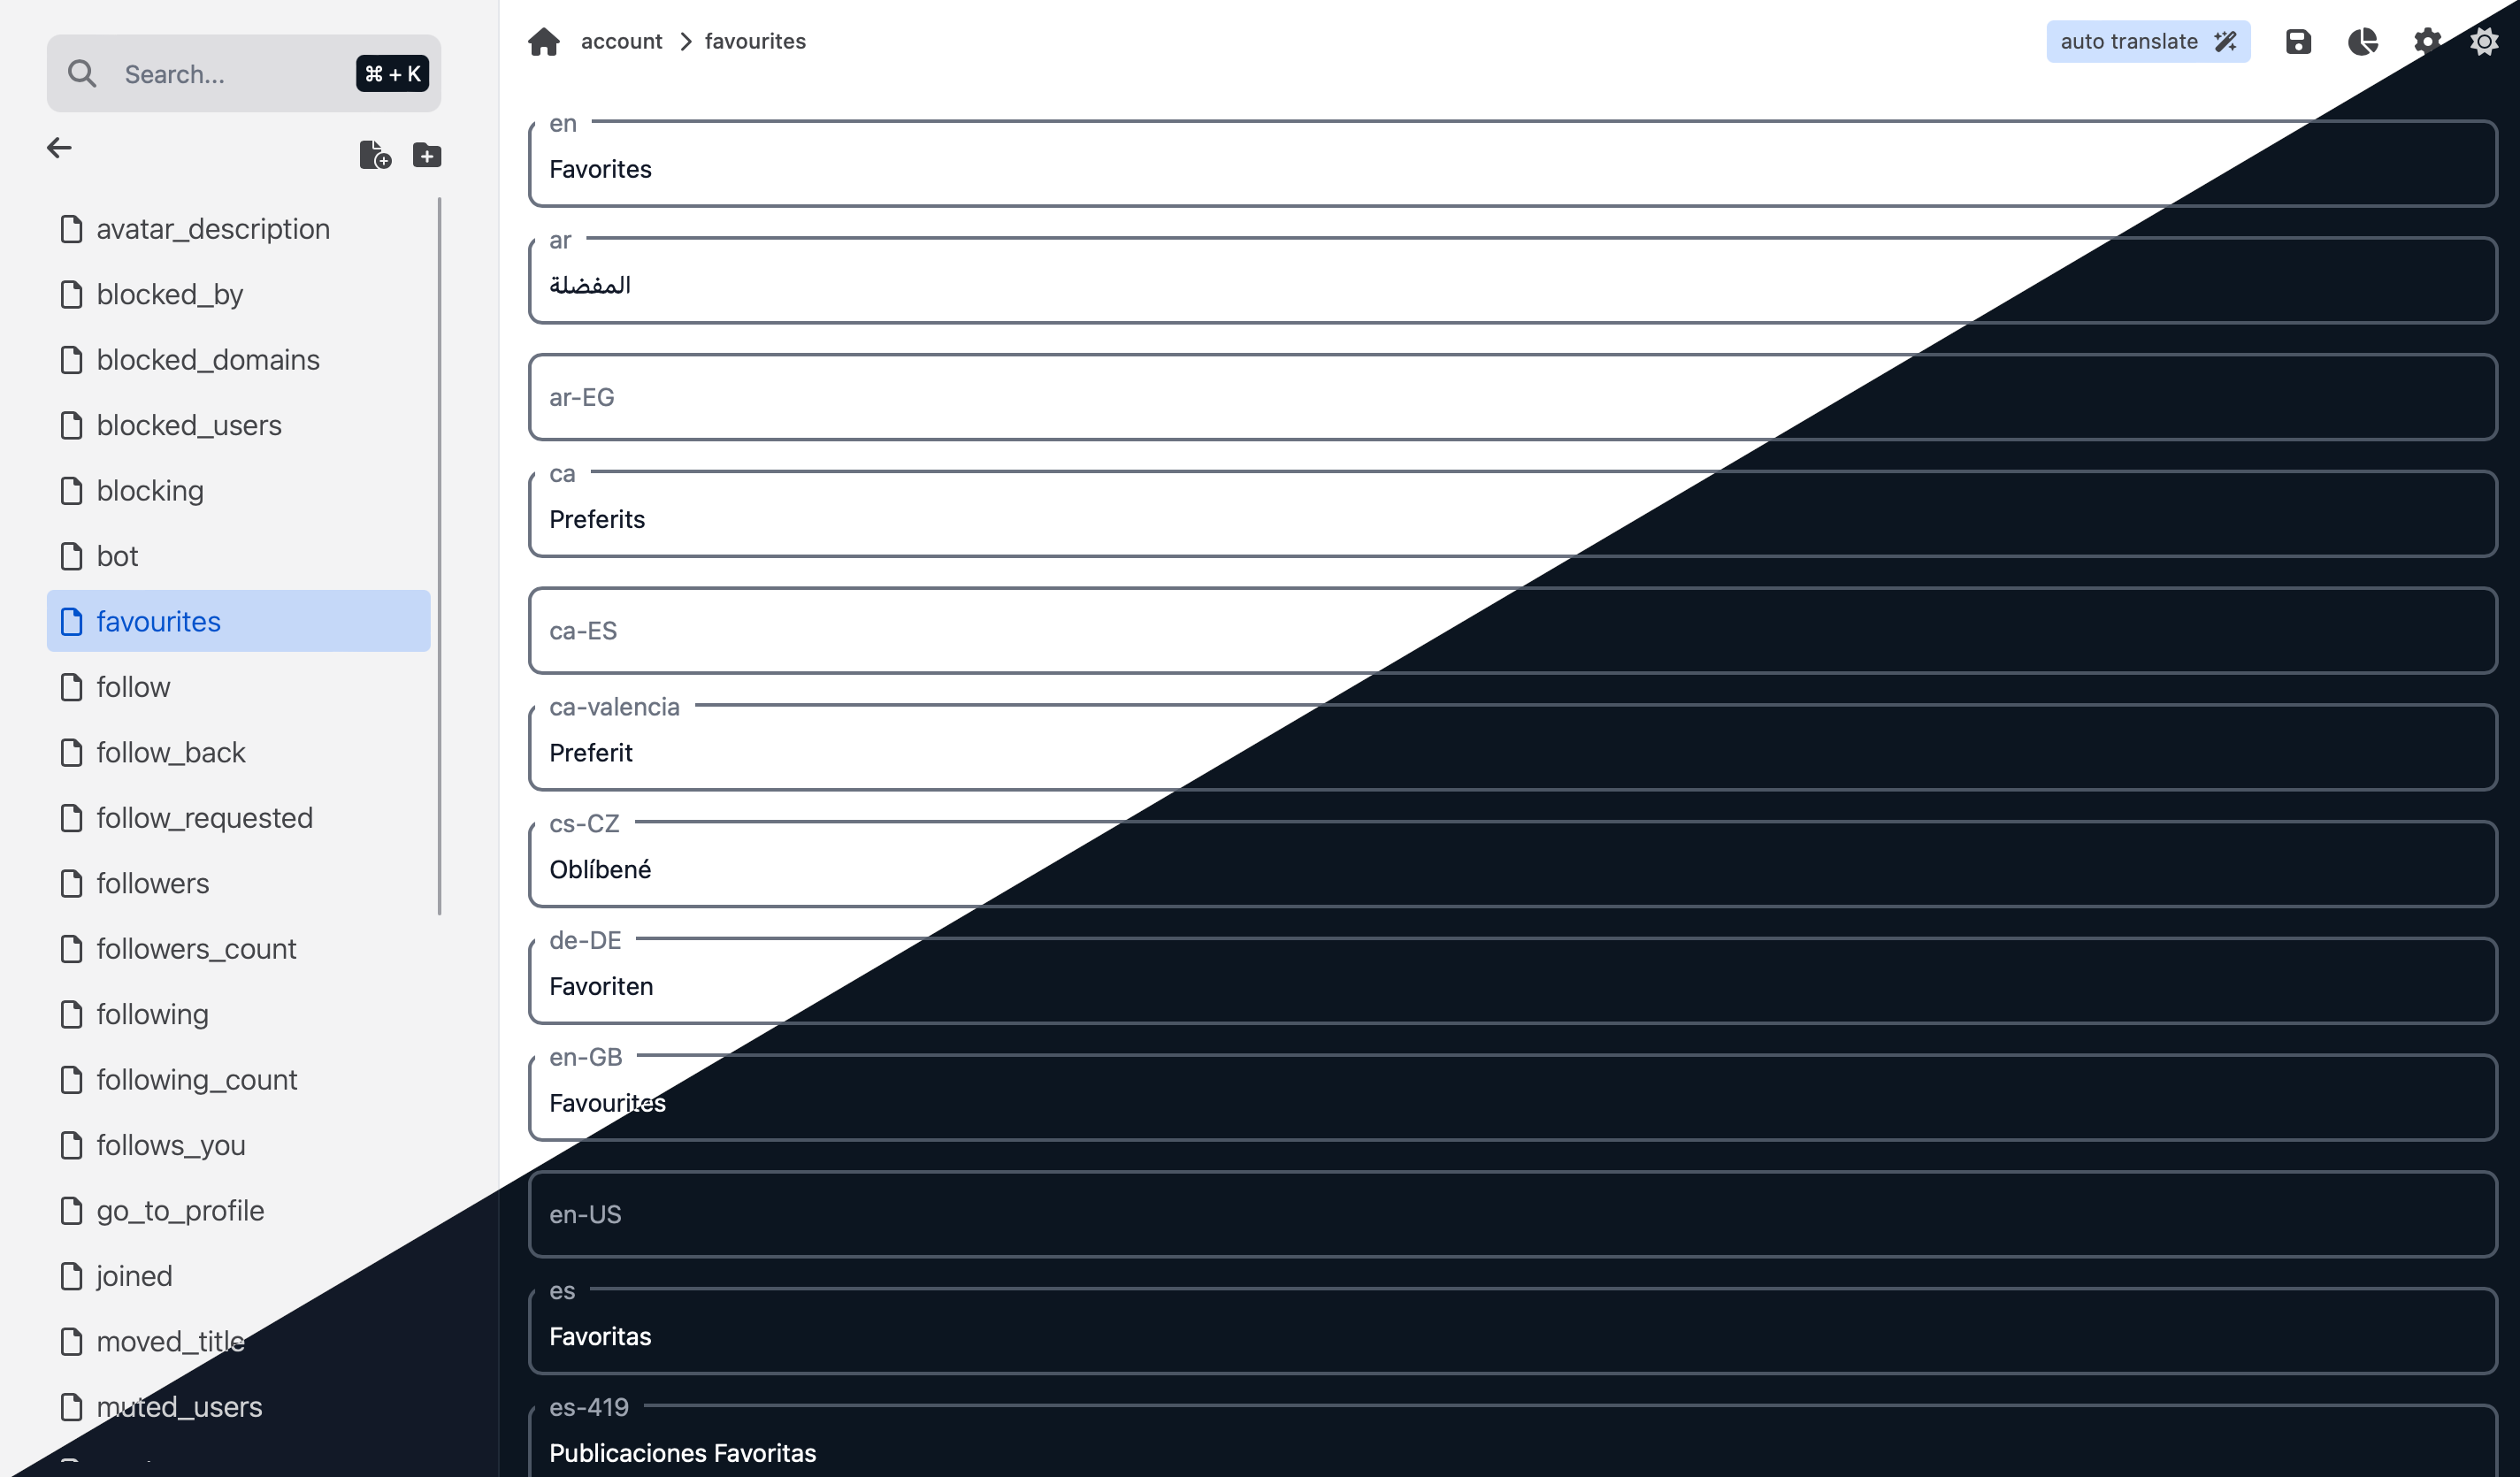 Search...
⌘ + K
avatar_description
blocked_by
blocked_domains
blocked_users
blocking
bot
favourites
follow
follow_back
follow_requested
followers
followers_count
following
following_count
follows_you
go_to_profile
joined
moved_title
muted_users
account > favourites
auto translate
en
Favorites
ar
المفضلة
ar-EG
ca
Preferits
ca-ES
ca-valencia
Preferit
cs-CZ
Oblíbené
de-DE
Favoriten
en-GB
Favourites
en-US
es
Favoritas
es-419
Publicaciones Favoritas